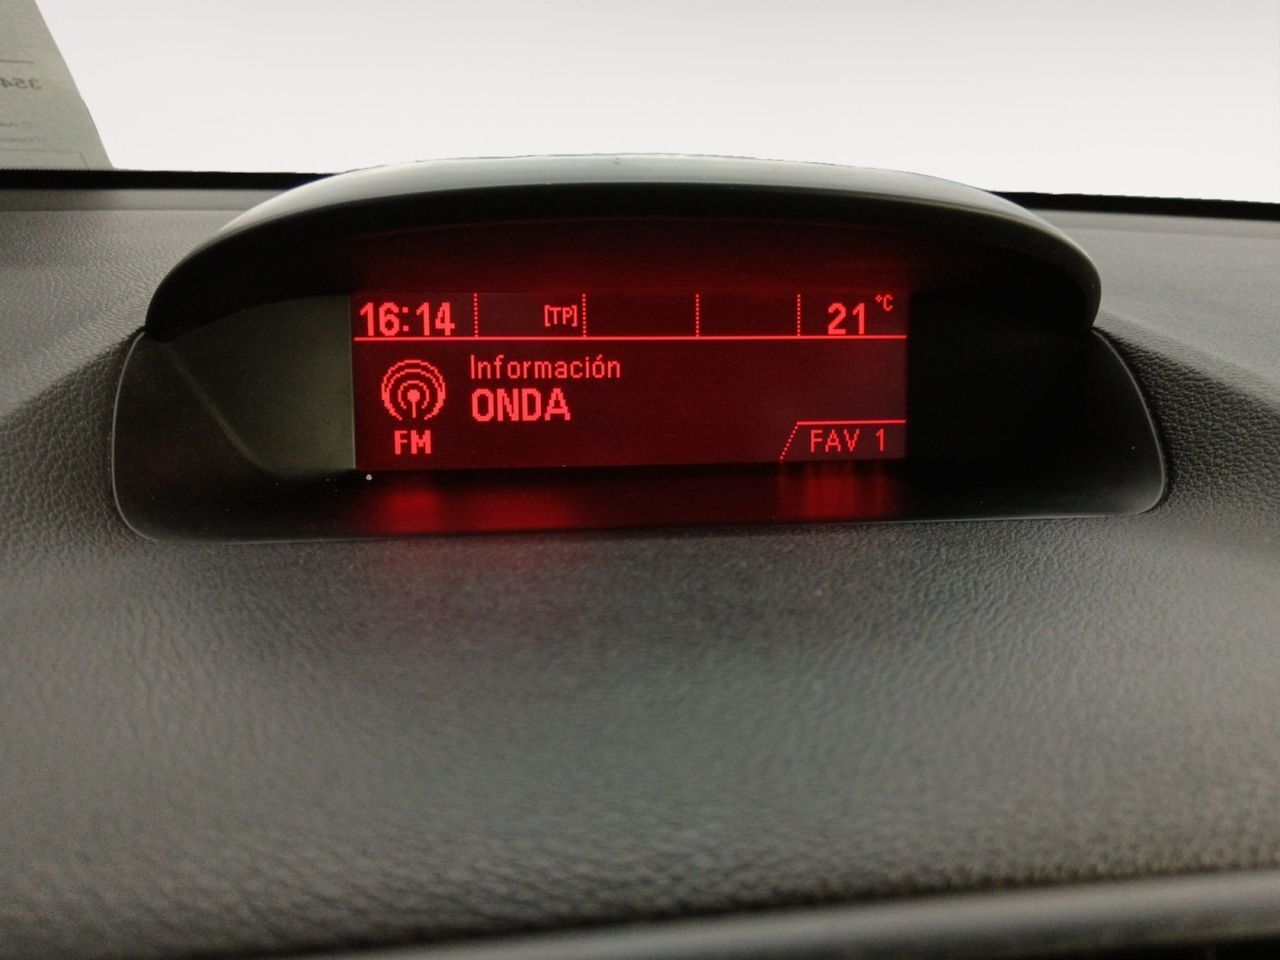 16:14 [TP] 21 °C
Información
ONDA
FM
FAV 1